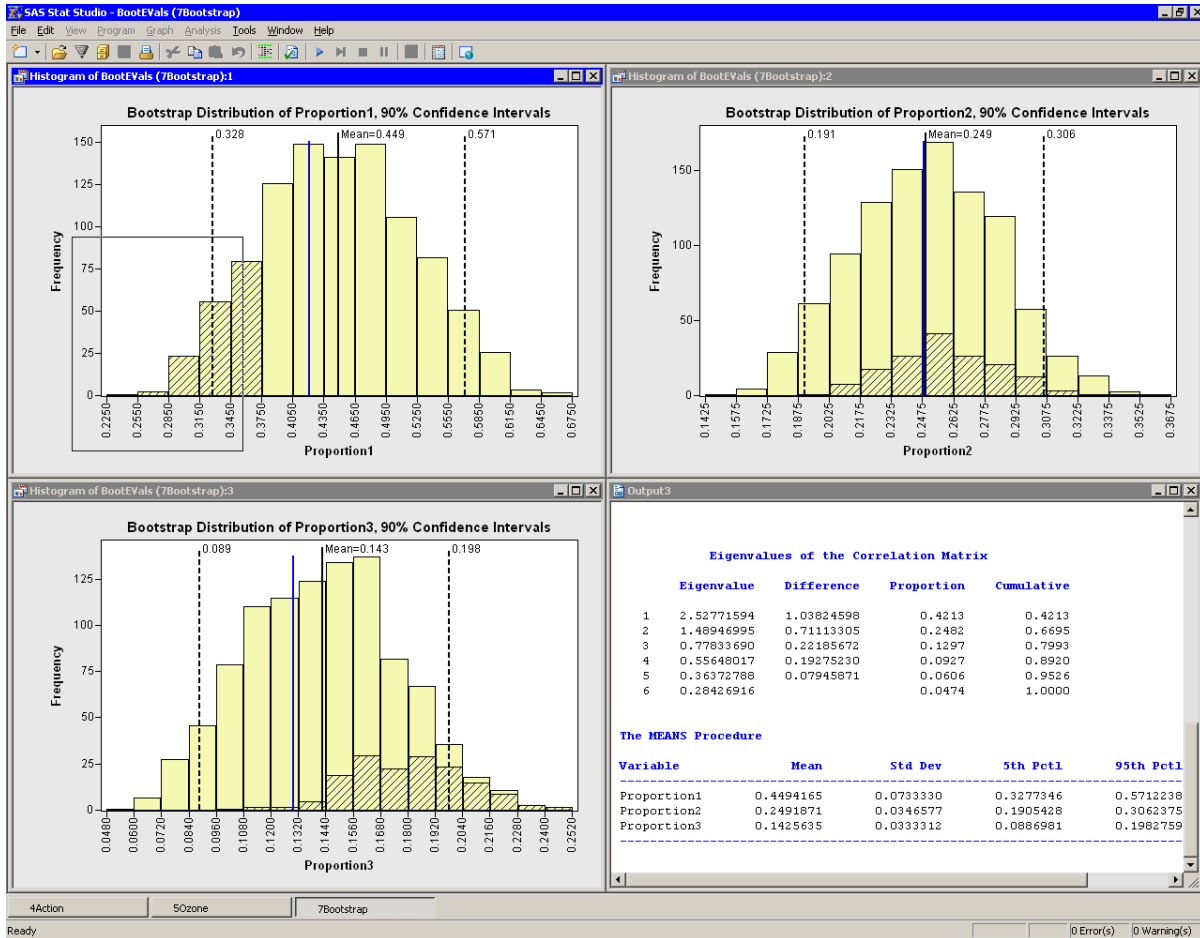 SAS Stat Studio - BootEVals (7Bootstrap)
File Edit View Program Graph Analysis Tools Window Help
Histogram of BootEVals (7Bootstrap):1
Bootstrap Distribution of Proportion1, 90% Confidence Intervals
0.328 Mean=0.449 0.571
150
125
100
75
50
25
0
Frequency
0.2250 0.2550 0.2850 0.3150 0.3450 0.3750 0.4050 0.4350 0.4650 0.4950 0.5250 0.5550 0.5850 0.6150 0.6450 0.6750
Proportion1
Histogram of BootEVals (7Bootstrap):2
Bootstrap Distribution of Proportion2, 90% Confidence Intervals
0.191 Mean=0.249 0.306
150
100
50
0
Frequency
0.1425 0.1575 0.1725 0.1875 0.2025 0.2175 0.2325 0.2475 0.2625 0.2775 0.2925 0.3075 0.3225 0.3375 0.3525 0.3675
Proportion2
Histogram of BootEVals (7Bootstrap):3
Bootstrap Distribution of Proportion3, 90% Confidence Intervals
0.089 Mean=0.143 0.198
125
100
75
50
25
0
Frequency
0.0480 0.0600 0.0720 0.0840 0.0960 0.1080 0.1200 0.1320 0.1440 0.1560 0.1680 0.1800 0.1920 0.2040 0.2160 0.2280 0.2400 0.2520
Proportion3
Output3
Eigenvalues of the Correlation Matrix
Eigenvalue Difference Proportion Cumulative
1 2.52771594 1.03824598 0.4213 0.4213
2 1.48946995 0.71113305 0.2482 0.6695
3 0.77833690 0.22185672 0.1297 0.7993
4 0.55648017 0.19275230 0.0927 0.8920
5 0.36372788 0.07945871 0.0606 0.9526
6 0.28426916 0.0474 1.0000
The MEANS Procedure
Variable Mean Std Dev 5th Pctl 95th Pctl
Proportion1 0.4494165 0.0733330 0.3277346 0.5712238
Proportion2 0.2491871 0.0346577 0.1905428 0.3062375
Proportion3 0.1425635 0.0333312 0.0886981 0.1982759
4Action 5Ozone 7Bootstrap
Ready 0 Error(s) 0 Warning(s)